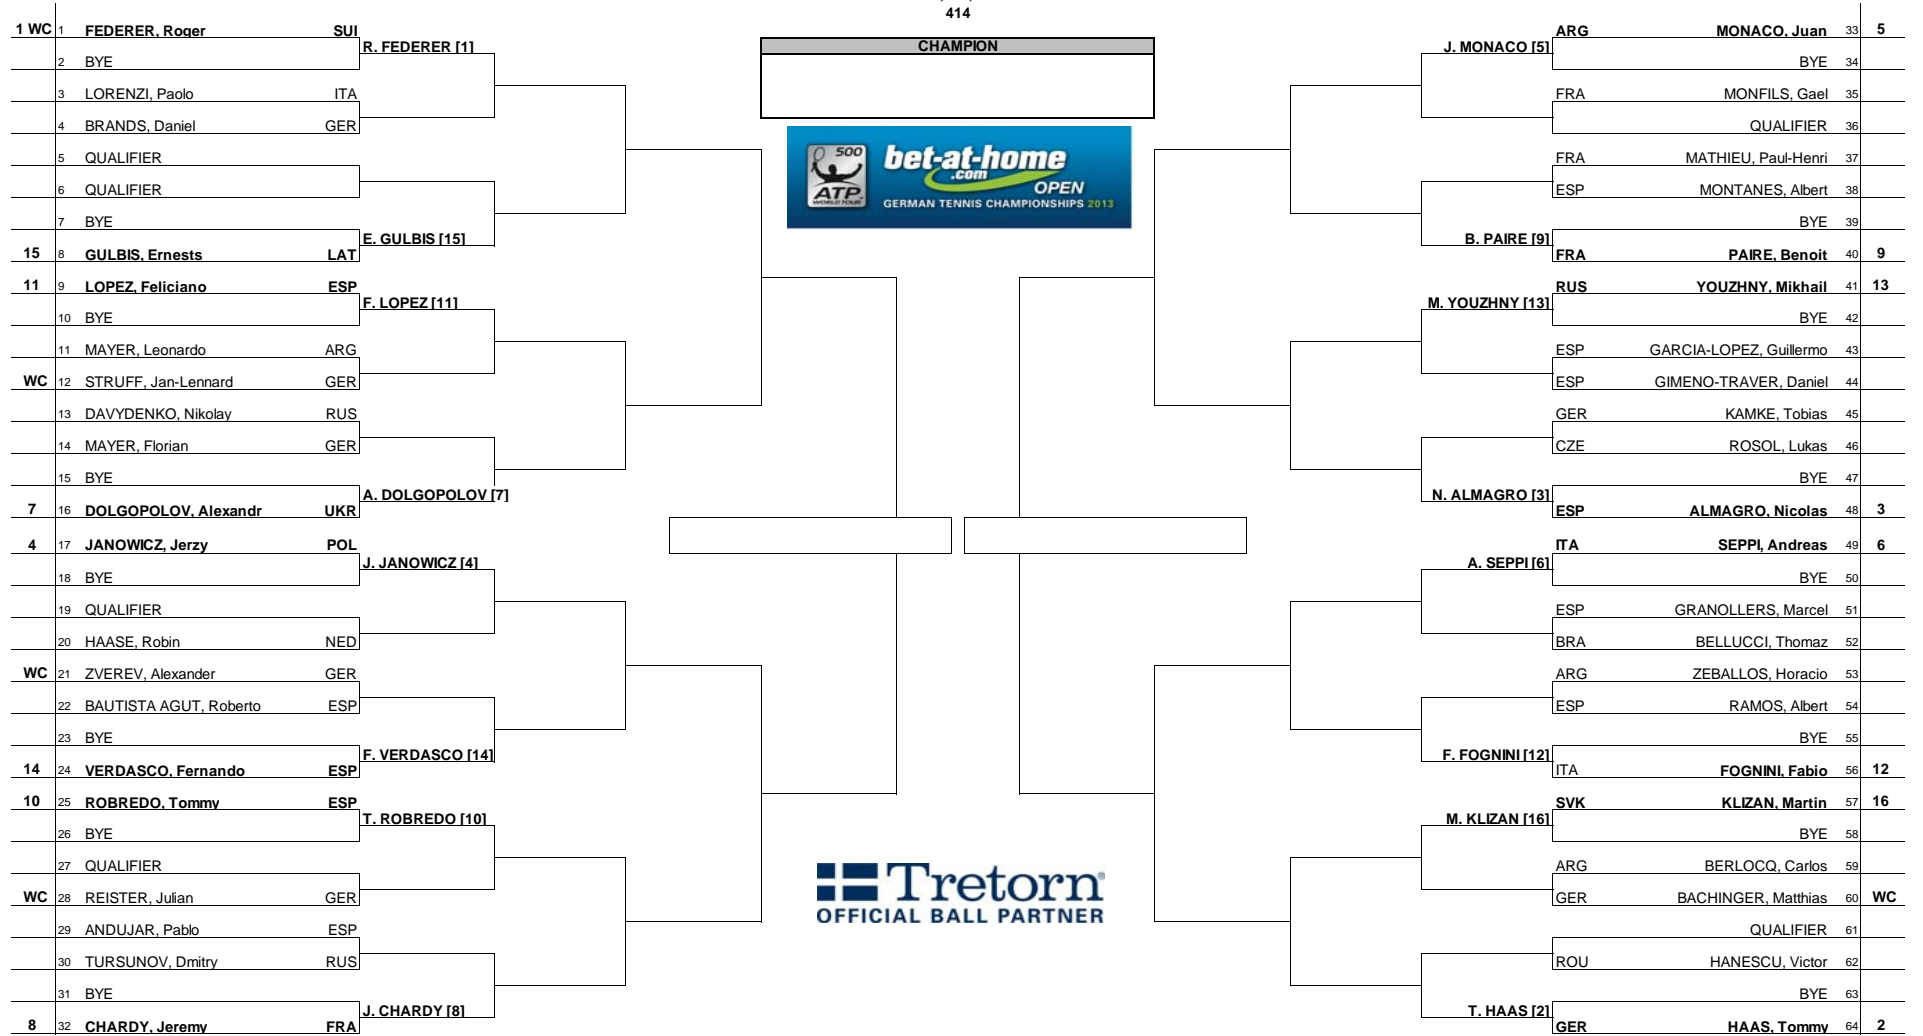 414
CHAMPION
1 WC 1 FEDERER, Roger SUI
R. FEDERER [1]
2 BYE
3 LORENZI, Paolo ITA
4 BRANDS, Daniel GER
5 QUALIFIER
6 QUALIFIER
7 BYE
E. GULBIS [15]
15 8 GULBIS, Ernests LAT
11 9 LOPEZ, Feliciano ESP
F. LOPEZ [11]
10 BYE
11 MAYER, Leonardo ARG
WC 12 STRUFF, Jan-Lennard GER
13 DAVYDENKO, Nikolay RUS
14 MAYER, Florian GER
15 BYE
A. DOLGOPOLOV [7]
7 16 DOLGOPOLOV, Alexandr UKR
4 17 JANOWICZ, Jerzy POL
J. JANOWICZ [4]
18 BYE
19 QUALIFIER
20 HAASE, Robin NED
WC 21 ZVEREV, Alexander GER
22 BAUTISTA AGUT, Roberto ESP
23 BYE
F. VERDASCO [14]
14 24 VERDASCO, Fernando ESP
10 25 ROBREDO, Tommy ESP
T. ROBREDO [10]
26 BYE
27 QUALIFIER
WC 28 REISTER, Julian GER
29 ANDUJAR, Pablo ESP
30 TURSUNOV, Dmitry RUS
31 BYE
J. CHARDY [8]
8 32 CHARDY, Jeremy FRA
500
ATP
WORLD TOUR
bet-at-home
.com
OPEN
GERMAN TENNIS CHAMPIONSHIPS 2013
Tretorn®
OFFICIAL BALL PARTNER
ARG MONACO, Juan 33 5
J. MONACO [5]
BYE 34
FRA MONFILS, Gael 35
QUALIFIER 36
FRA MATHIEU, Paul-Henri 37
ESP MONTANES, Albert 38
BYE 39
B. PAIRE [9]
FRA PAIRE, Benoit 40 9
RUS YOUZHNY, Mikhail 41 13
M. YOUZHNY [13]
BYE 42
ESP GARCIA-LOPEZ, Guillermo 43
ESP GIMENO-TRAVER, Daniel 44
GER KAMKE, Tobias 45
CZE ROSOL, Lukas 46
BYE 47
N. ALMAGRO [3]
ESP ALMAGRO, Nicolas 48 3
ITA SEPPI, Andreas 49 6
A. SEPPI [6]
BYE 50
ESP GRANOLLERS, Marcel 51
BRA BELLUCCI, Thomaz 52
ARG ZEBALLOS, Horacio 53
ESP RAMOS, Albert 54
BYE 55
F. FOGNINI [12]
ITA FOGNINI, Fabio 56 12
SVK KLIZAN, Martin 57 16
M. KLIZAN [16]
BYE 58
ARG BERLOCQ, Carlos 59
GER BACHINGER, Matthias 60 WC
QUALIFIER 61
ROU HANESCU, Victor 62
BYE 63
T. HAAS [2]
GER HAAS, Tommy 64 2